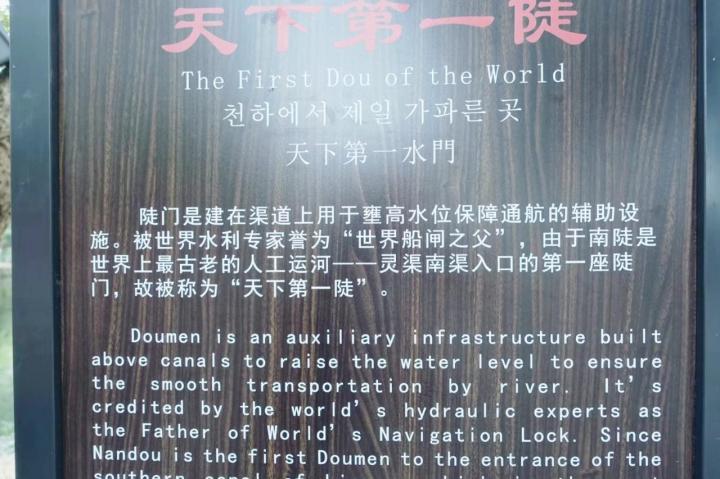 天下第一陡
The First Dou of the World
천하에서 제일 가파른 곳
天下第一水門
陡门是建在渠道上用于壅高水位保障通航的辅助设
施。被世界水利专家誉为“世界船闸之父”，由于南陡是
世界上最古老的人工运河——灵渠南渠入口的第一座陡
门，故被称为“天下第一陡”。
Doumen is an auxiliary infrastructure built
above canals to raise the water level to ensure
the smooth transportation by river. It’s
credited by the world’s hydraulic experts as
the Father of World’s Navigation Lock. Since
Nandou is the first Doumen to the entrance of the
southern canal of